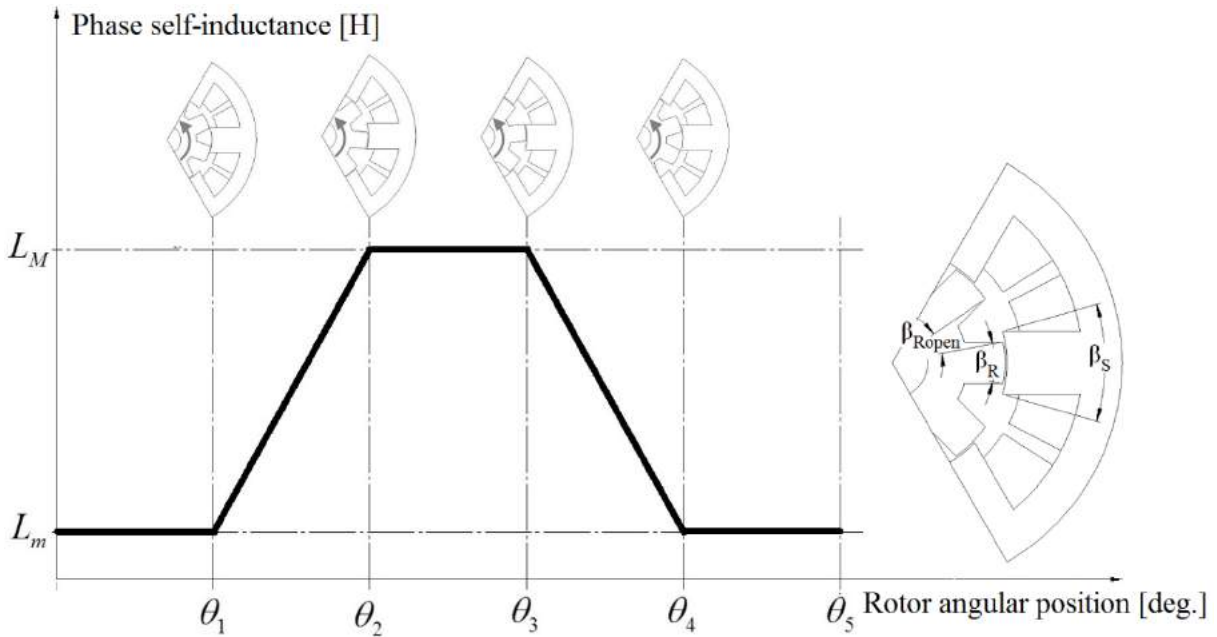 Phase self-inductance [H]
L_M
β_Ropen
β_R
β_S
L_m
θ_1
θ_2
θ_3
θ_4
θ_5
Rotor angular position [deg.]